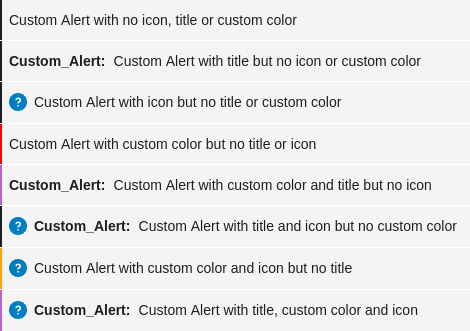 Custom Alert with no icon, title or custom color
Custom_Alert: Custom Alert with title but no icon or custom color
? Custom Alert with icon but no title or custom color
Custom Alert with custom color but no title or icon
Custom_Alert: Custom Alert with custom color and title but no icon
? Custom_Alert: Custom Alert with title and icon but no custom color
? Custom Alert with custom color and icon but no title
? Custom_Alert: Custom Alert with title, custom color and icon